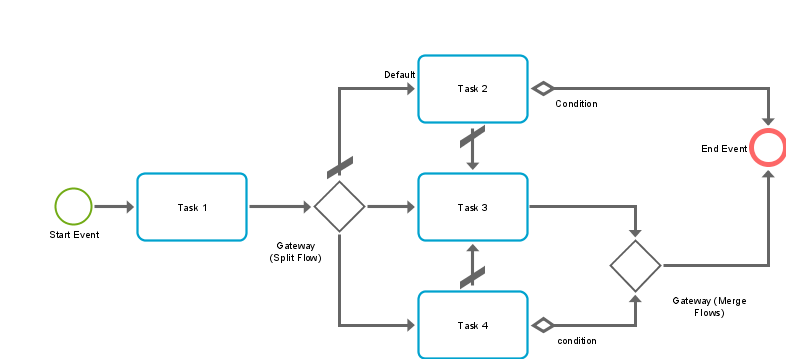 Default
Task 2
Condition
End Event
Task 1
Task 3
Start Event
Gateway
(Split Flow)
Gateway (Merge
Flows)
Task 4
condition